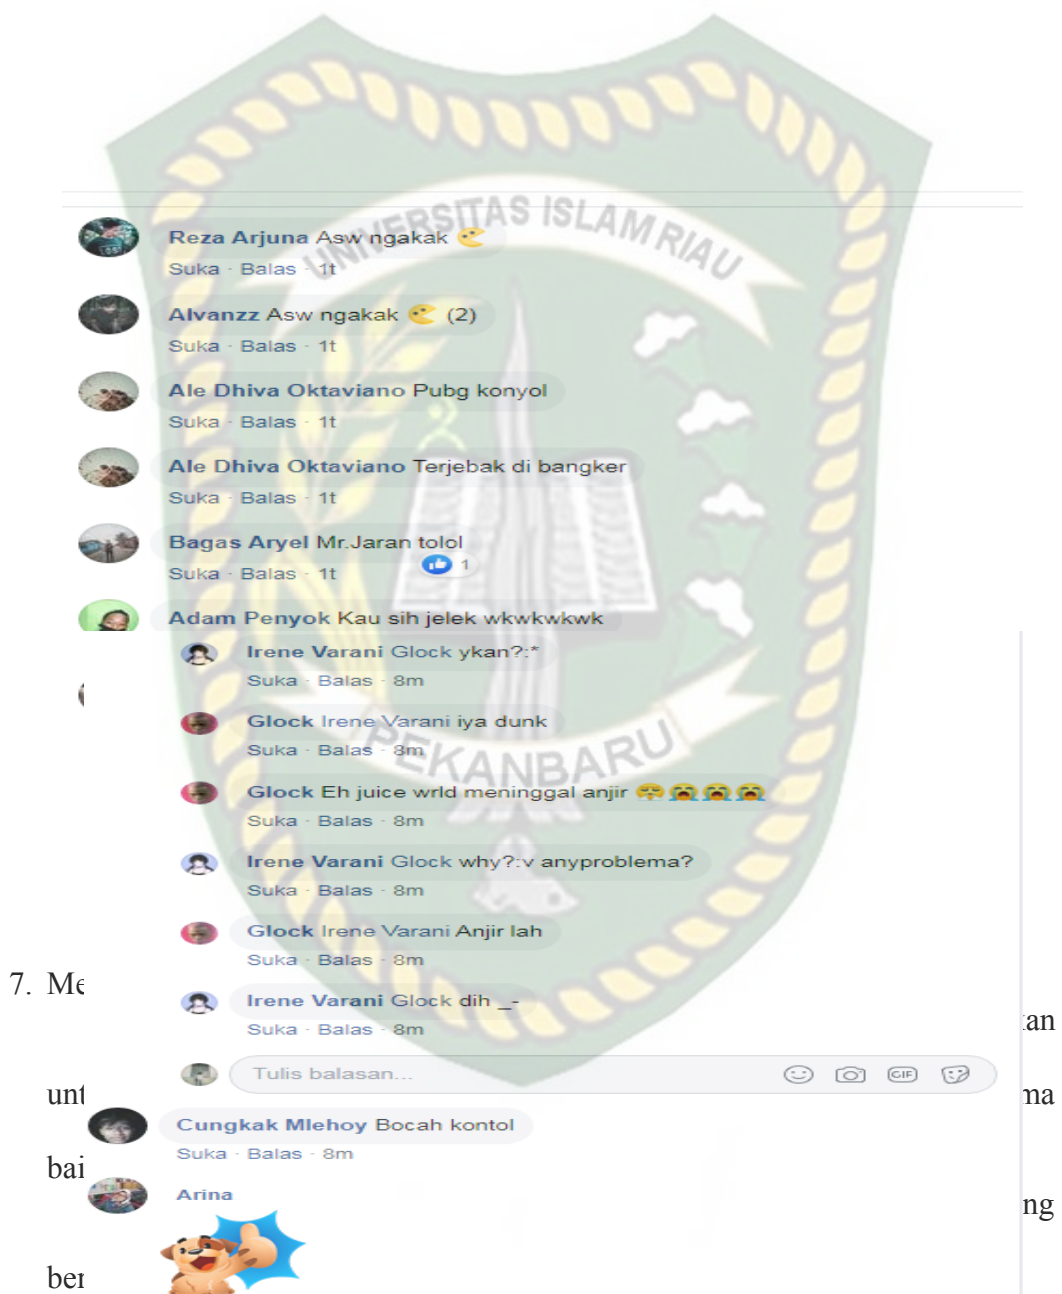 UNIVERSITAS ISLAM RIAU
Reza Arjuna Asw ngakak
Suka · Balas · 1t
Alvanzz Asw ngakak (2)
Suka · Balas · 1t
Ale Dhiva Oktaviano Pubg konyol
Suka · Balas · 1t
Ale Dhiva Oktaviano Terjebak di bangker
Suka · Balas · 1t
Bagas Aryel Mr.Jaran tolol
1
Suka · Balas · 1t
Adam Penyok Kau sih jelek wkwkwkwk
Irene Varani Glock ykan?:*
Suka · Balas · 8m
Glock Irene Varani iya dunk
Suka · Balas · 8m
PEKANBARU
Glock Eh juice wrld meninggal anjir 😤😭😭😭
Suka · Balas · 8m
Irene Varani Glock why?:v anyproblema?
Suka · Balas · 8m
Glock Irene Varani Anjir lah
Suka · Balas · 8m
7. Me
Irene Varani Glock dih _-
Suka · Balas · 8m
an
Tulis balasan...
GIF
unt
ma
Cungkak Mlehoy Bocah kontol
Suka · Balas · 8m
bai
Arina
ng
ber